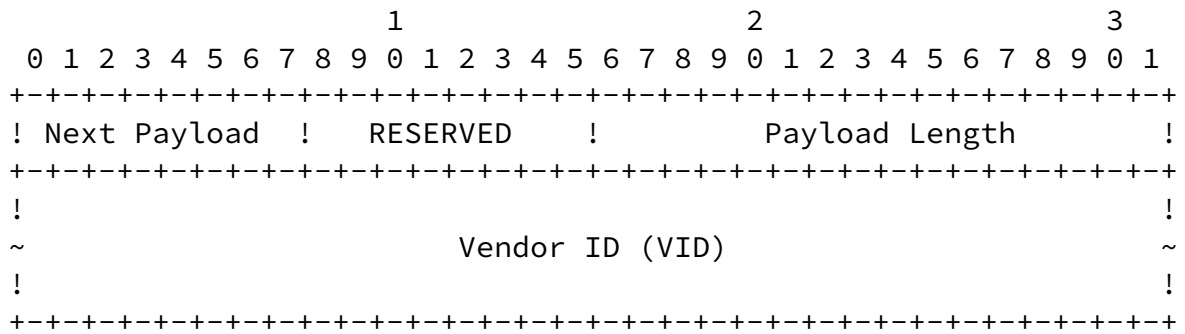 1                   2                   3
 0 1 2 3 4 5 6 7 8 9 0 1 2 3 4 5 6 7 8 9 0 1 2 3 4 5 6 7 8 9 0 1
+-+-+-+-+-+-+-+-+-+-+-+-+-+-+-+-+-+-+-+-+-+-+-+-+-+-+-+-+-+-+-+-+
! Next Payload  !   RESERVED    !         Payload Length        !
+-+-+-+-+-+-+-+-+-+-+-+-+-+-+-+-+-+-+-+-+-+-+-+-+-+-+-+-+-+-+-+-+
!                                                               !
~                        Vendor ID (VID)                        ~
!                                                               !
+-+-+-+-+-+-+-+-+-+-+-+-+-+-+-+-+-+-+-+-+-+-+-+-+-+-+-+-+-+-+-+-+